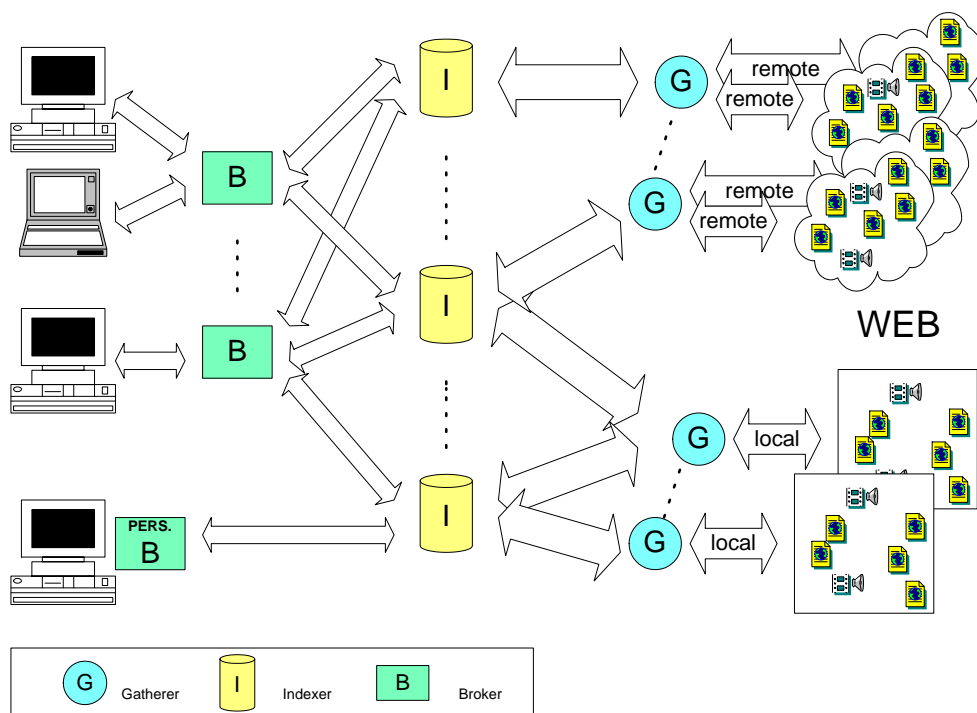 I
G
remote
remote
B
G
remote
remote
I
WEB
B
G
local
I
PERS.
B
G
local
G Gatherer I Indexer B Broker